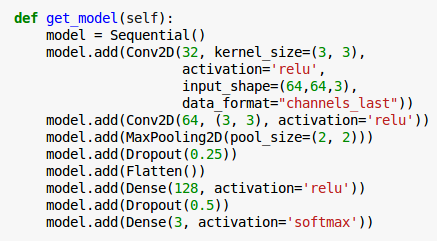 def get_model(self):
    model = Sequential()
    model.add(Conv2D(32, kernel_size=(3, 3),
                     activation='relu',
                     input_shape=(64,64,3),
                     data_format="channels_last"))
    model.add(Conv2D(64, (3, 3), activation='relu'))
    model.add(MaxPooling2D(pool_size=(2, 2)))
    model.add(Dropout(0.25))
    model.add(Flatten())
    model.add(Dense(128, activation='relu'))
    model.add(Dropout(0.5))
    model.add(Dense(3, activation='softmax'))